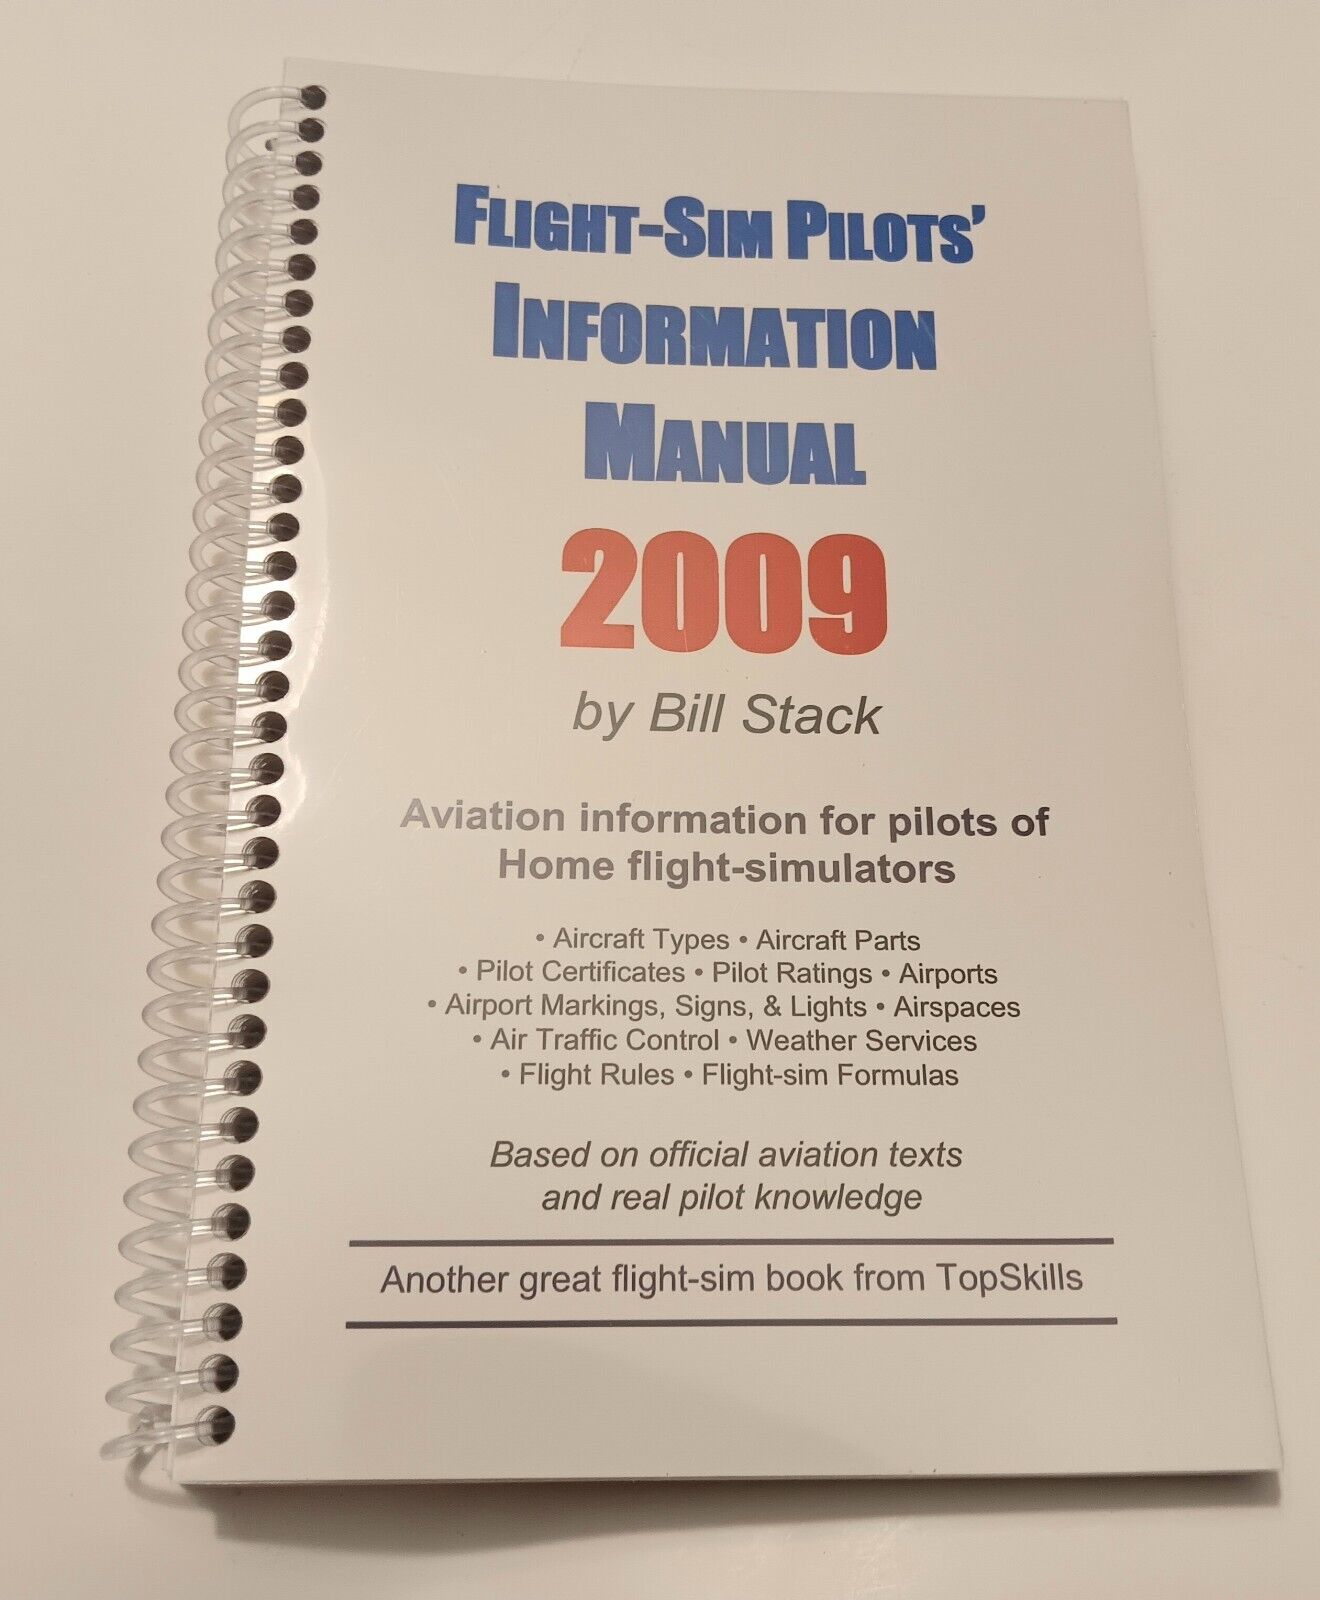 FLIGHT-SIM PILOTS'
INFORMATION
MANUAL
2009
by Bill Stack
Aviation information for pilots of
Home flight-simulators
• Aircraft Types • Aircraft Parts
• Pilot Certificates • Pilot Ratings • Airports
• Airport Markings, Signs, & Lights • Airspaces
• Air Traffic Control • Weather Services
• Flight Rules • Flight-sim Formulas
Based on official aviation texts
and real pilot knowledge
Another great flight-sim book from TopSkills